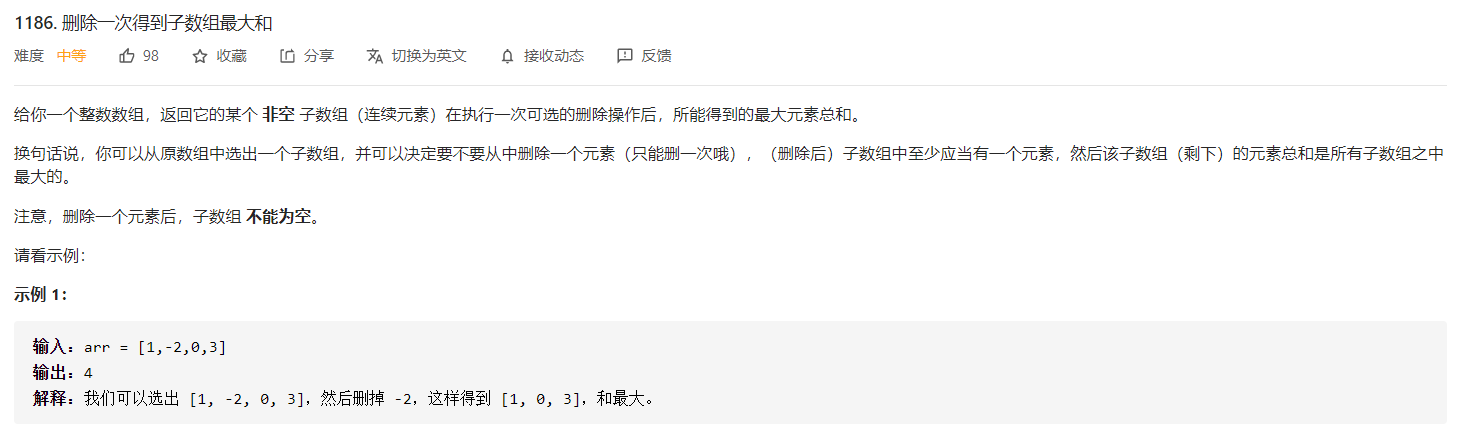 1186. 删除一次得到子数组最大和
难度 中等 98 收藏 分享 切换为英文 接收动态 反馈
给你一个整数数组，返回它的某个 非空 子数组（连续元素）在执行一次可选的删除操作后，所能得到的最大元素总和。
换句话说，你可以从原数组中选出一个子数组，并可以决定要不要从中删除一个元素（只能删一次哦），（删除后）子数组中至少应当有一个元素，然后该子数组（剩下）的元素总和是所有子数组之中
最大的。
注意，删除一个元素后，子数组 不能为空。
请看示例：
示例 1：
输入：arr = [1,-2,0,3]
输出：4
解释：我们可以选出 [1, -2, 0, 3]，然后删掉 -2，这样得到 [1, 0, 3]，和最大。